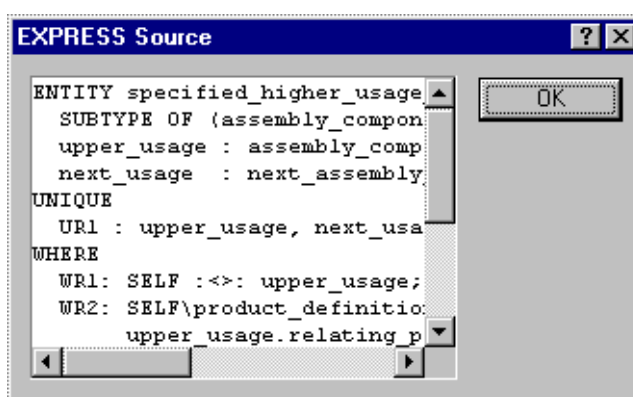 EXPRESS Source
ENTITY specified_higher_usage_
SUBTYPE OF (assembly_compon
upper_usage : assembly_comp
next_usage  : next_assembly_
UNIQUE
UR1 : upper_usage, next_usa
WHERE
WR1: SELF :<>: upper_usage;
WR2: SELF\product_definitio
upper_usage.relating_p
OK